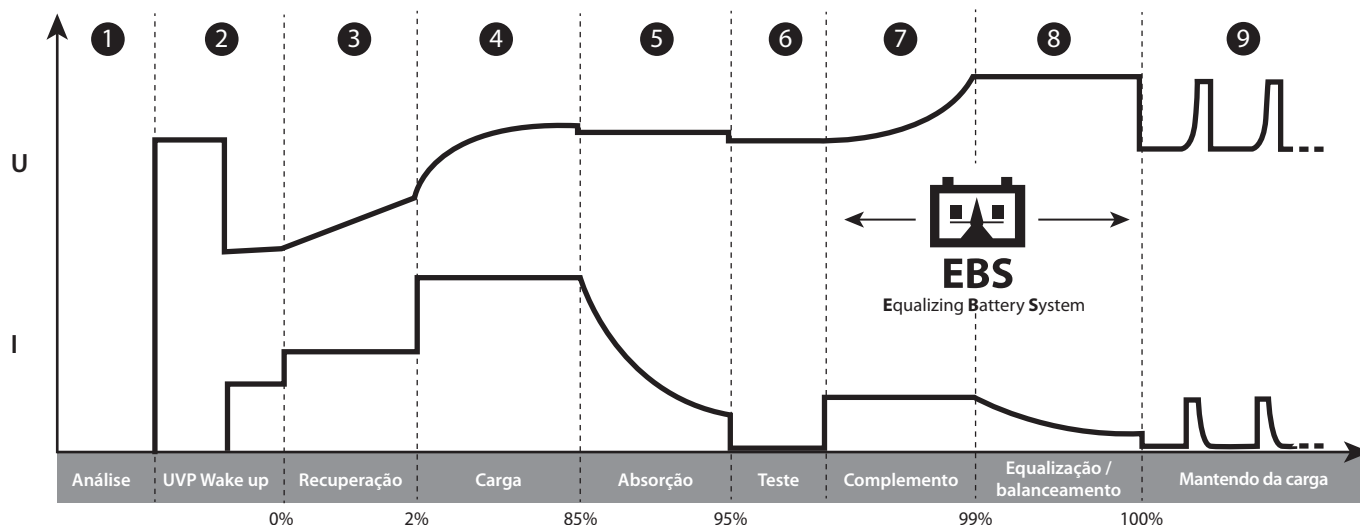 1 2 3 4 5 6 7 8 9
U
I
EBS
Equalizing Battery System
Análise UVP Wake up Recuperação Carga Absorção Teste Complemento Equalização / balanceamento Mantendo da carga
0% 2% 85% 95% 99% 100%